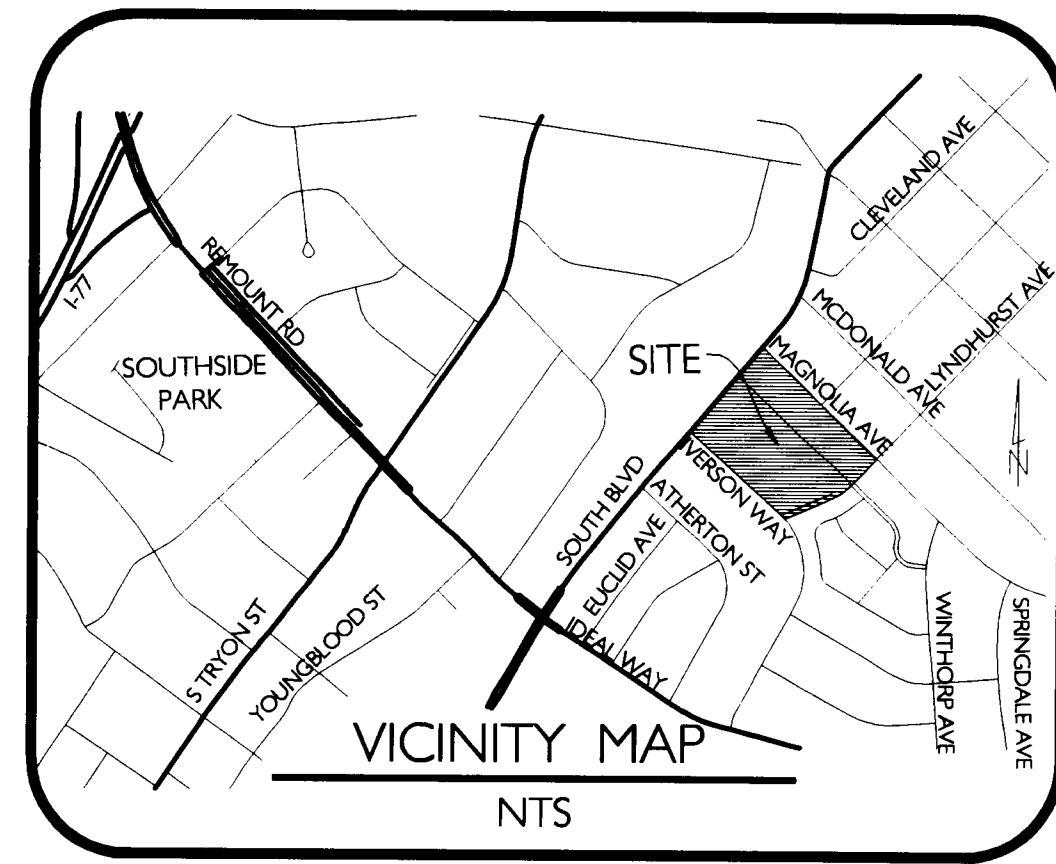 CLEVELAND AVE
REMOUNT RD
I-77
LYNDHURST AVE
MCDONALD AVE
SOUTHSIDE
PARK
SITE
MAGNOLIA AVE
IVERSON WAY
SOUTH BLVD
ATHERTON ST
EUCLID AVE
IDEAL WAY
S TRYON ST
YOUNGBLOOD ST
WINTHORP AVE
SPRINGDALE AVE
N
VICINITY MAP
NTS